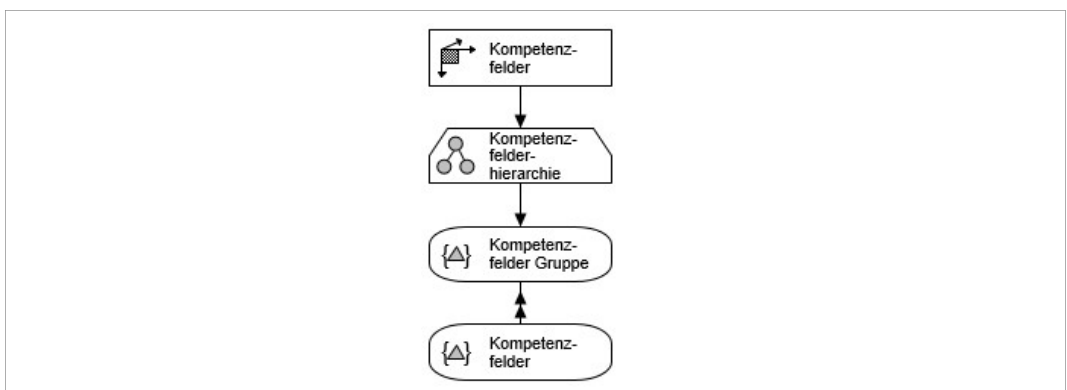 Kompetenz-
felder
Kompetenz-
felder-
hierarchie
Kompetenz-
felder Gruppe
Kompetenz-
felder